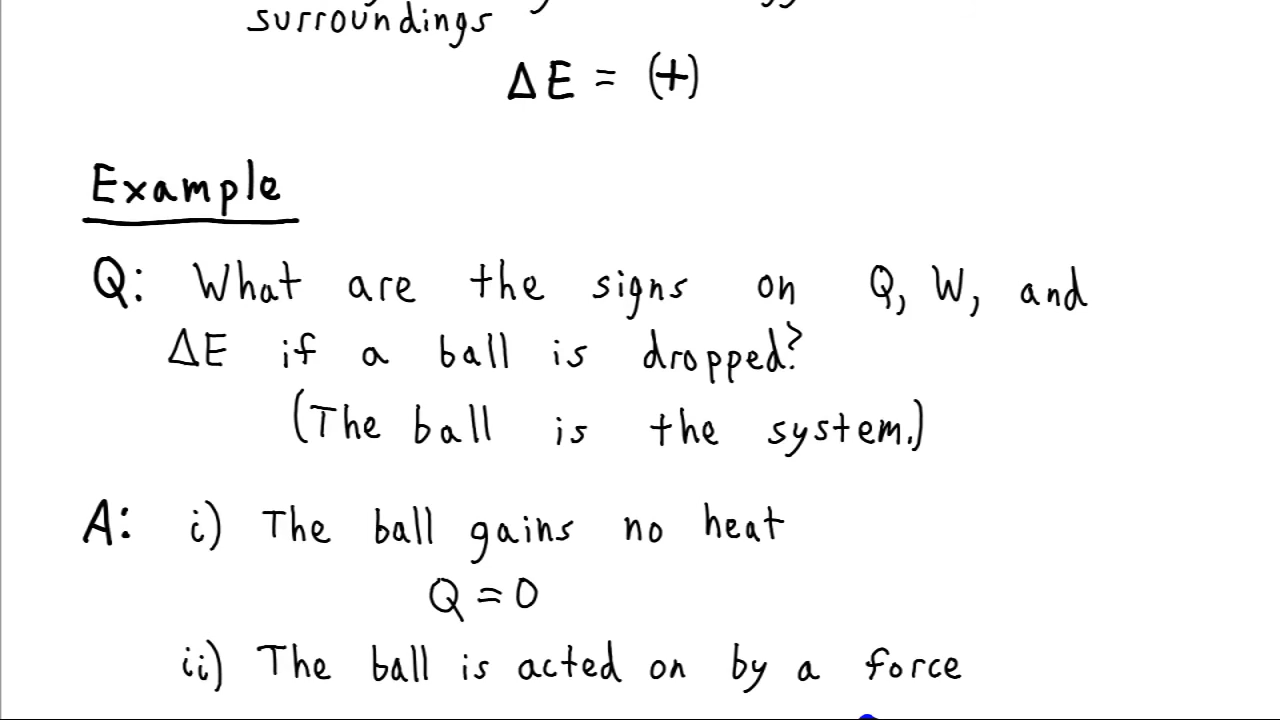 surroundings
ΔE = (+)
Example
Q: What are the signs on Q, W, and
ΔE if a ball is dropped?
(The ball is the system.)
A: i) The ball gains no heat
Q = 0
ii) The ball is acted on by a force